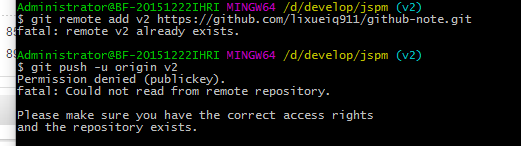 Administrator@BF-20151222IHRI MINGW64 /d/develop/jspm (v2)
$ git remote add v2 https://github.com/lixueiq911/github-note.git
fatal: remote v2 already exists.
Administrator@BF-20151222IHRI MINGW64 /d/develop/jspm (v2)
$ git push -u origin v2
Permission denied (publickey).
fatal: Could not read from remote repository.
Please make sure you have the correct access rights
and the repository exists.